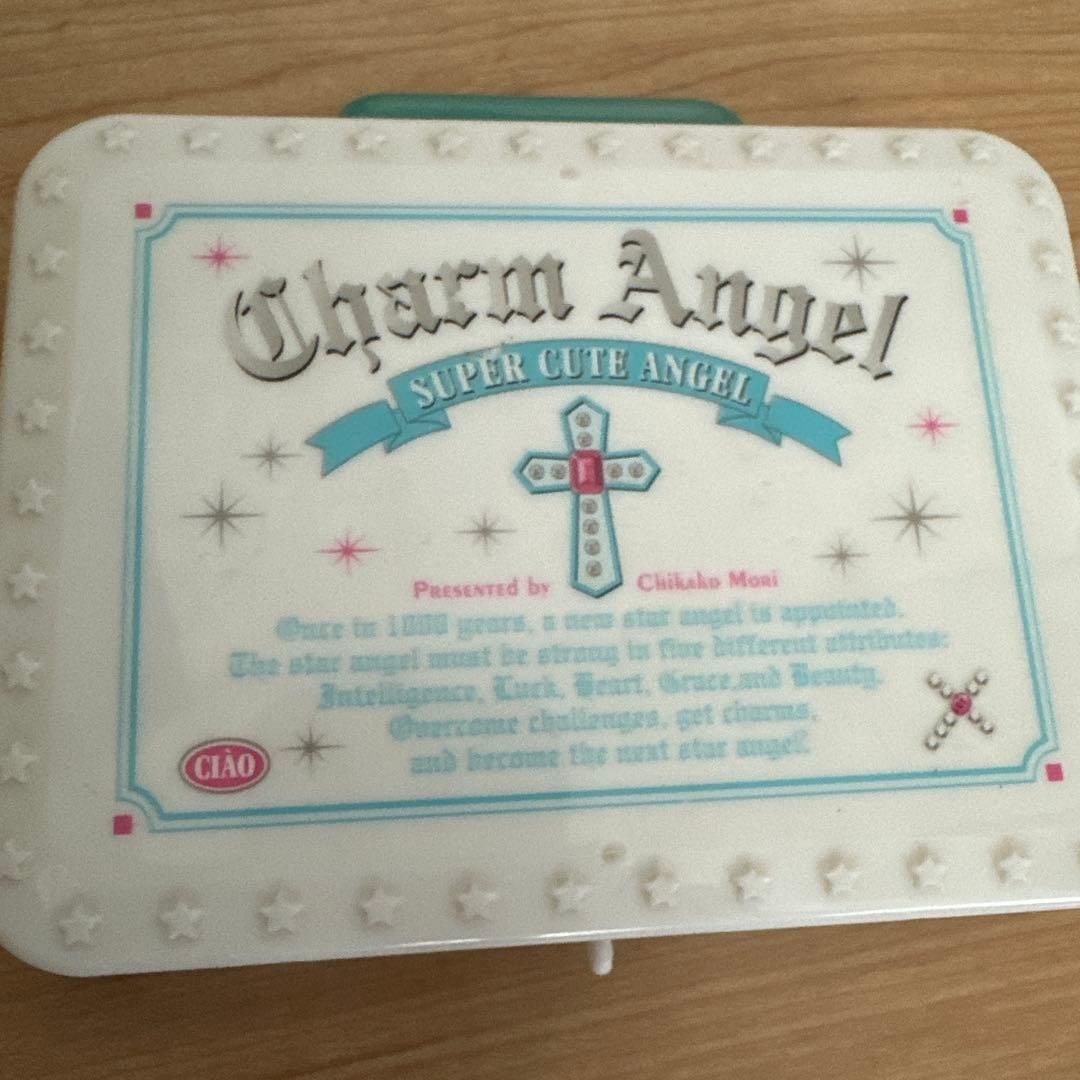 Charm Angel
SUPER CUTE ANGEL
PRESENTED by Chikako Mori
Once in 1000 years, a new star angel is appointed.
The star angel must be strong in five different attributes:
Intelligence, Luck, Heart, Grace,and Beauty.
Overcome challenges, get charms,
and become the next star angel!
CIÀO